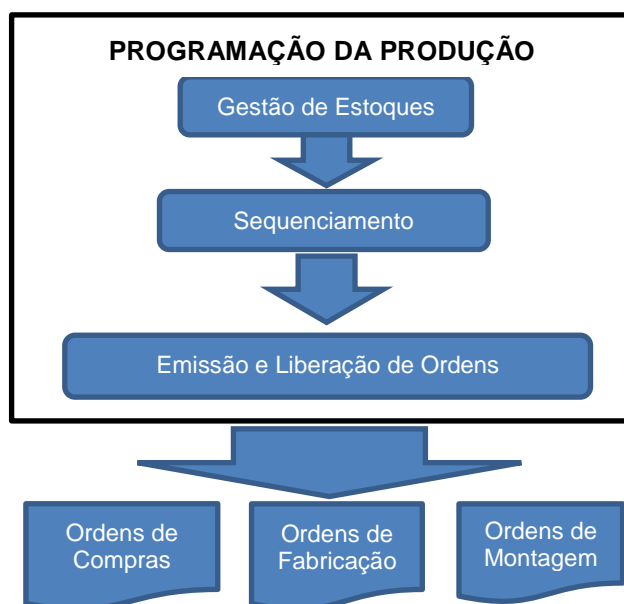 PROGRAMAÇÃO DA PRODUÇÃO
Gestão de Estoques
Sequenciamento
Emissão e Liberação de Ordens
Ordens de
Compras
Ordens de
Fabricação
Ordens de
Montagem